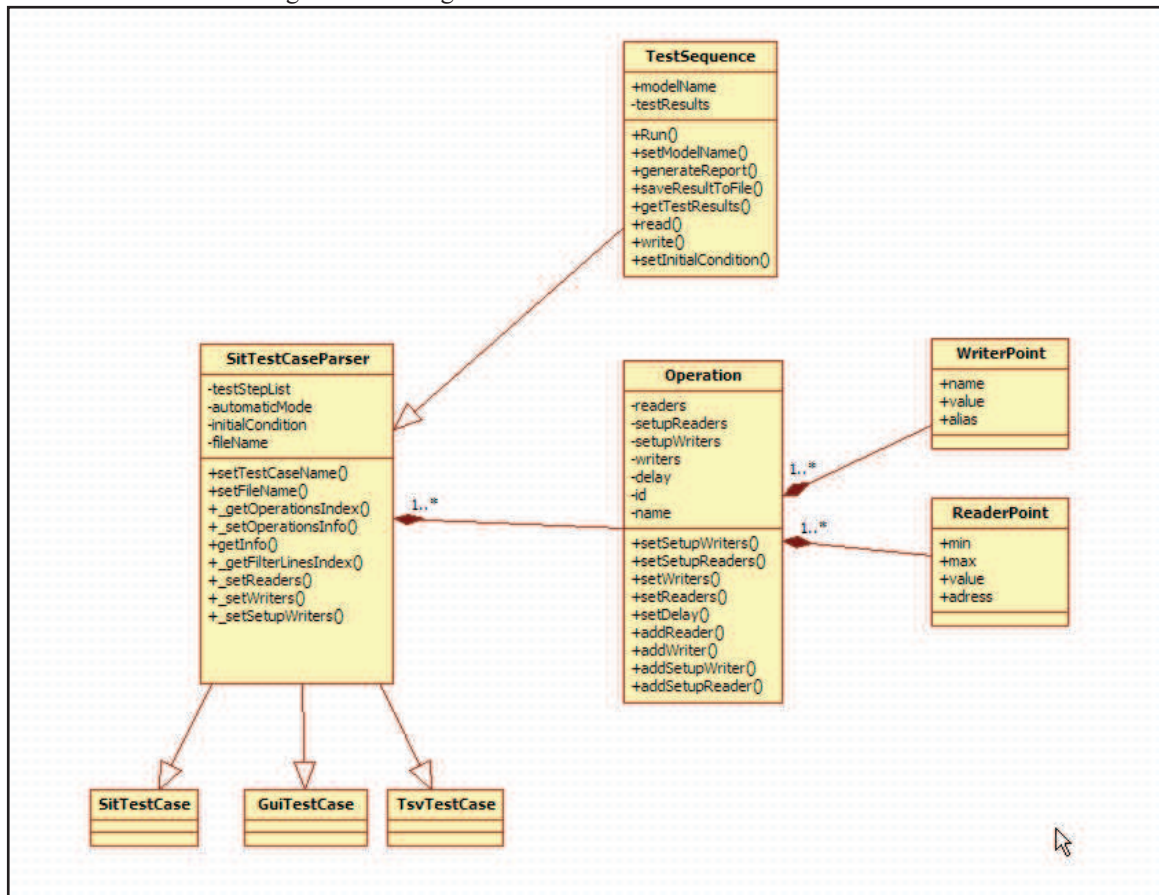 TestSequence
+modelName
-testResults
+Run()
+setModelName()
+generateReport()
+saveResultToFile()
+getTestResults()
+read()
+write()
+setInitialCondition()
SitTestCaseParser
-testStepList
-automaticMode
-initialCondition
-fileName
+setTestCaseName()
+setFileName()
+_getOperationsIndex()
+_setOperationsInfo()
+getInfo()
+_getFilterLinesIndex()
+_setReaders()
+_setWriters()
+_setSetupWriters()
1..*
Operation
-readers
-setupReaders
-setupWriters
-writers
-delay
-id
-name
+setSetupWriters()
+setSetupReaders()
+setWriters()
+setReaders()
+setDelay()
+addReader()
+addWriter()
+addSetupWriter()
+addSetupReader()
1..*
1..*
WriterPoint
+name
+value
+alias
ReaderPoint
+min
+max
+value
+adress
SitTestCase
GuiTestCase
TsvTestCase